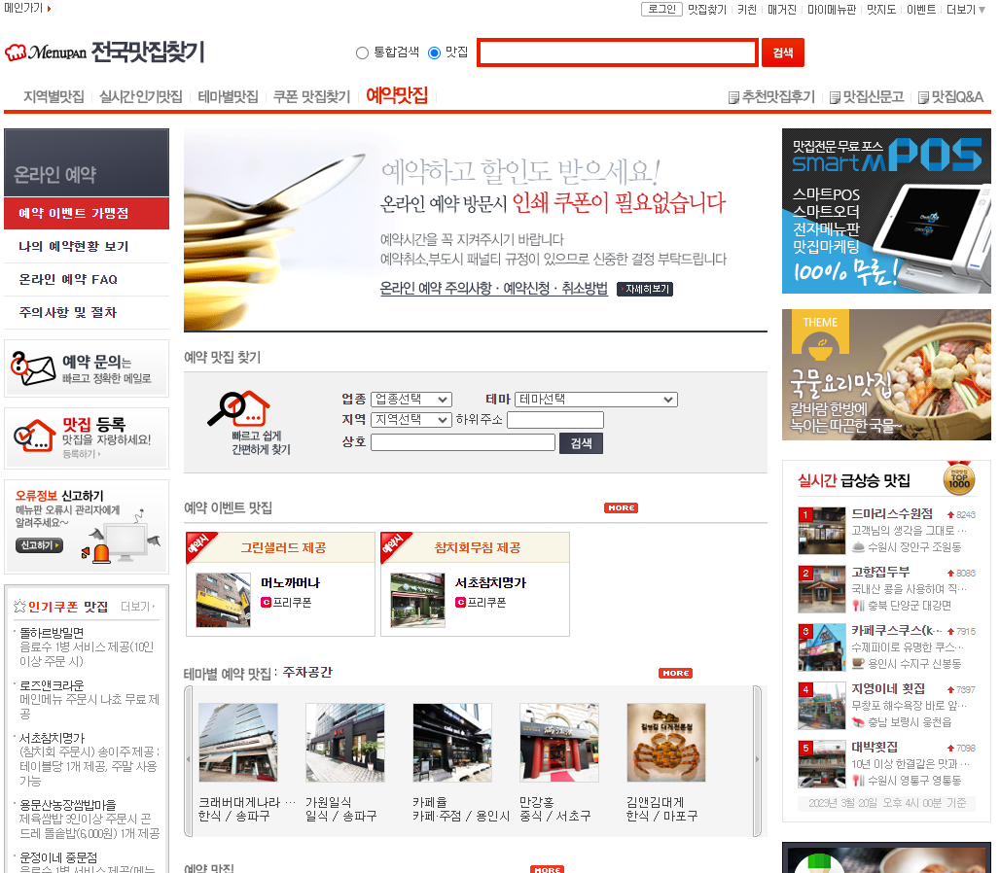 메인가기
로그인 맛집찾기 키친 매거진 마이메뉴판 맛지도 이벤트 더보기▼
MenuPAN 전국맛집찾기
통합검색 맛집 검색
지역별맛집 실시간 인기맛집 테마별맛집 쿠폰 맛집찾기 예약맛집
추천맛집후기 맛집신문고 맛집Q&A
온라인 예약
예약 이벤트 가맹점
나의 예약현황 보기
온라인 예약 FAQ
주의사항 및 절차
예약 문의는
빠르고 정확한 메일로
맛집 등록
맛집을 자랑하세요!
등록하기
오류정보 신고하기
메뉴판 오류시 관리자에게
알려주세요~
신고하기
인기쿠폰 맛집 더보기
돌하르방밀면
음료수 1병 서비스 제공(10인
이상 주문 시)
로즈앤크라운
메인메뉴 주문시 나쵸 무료 제
공
서초참치명가
(참치회 주문시) 송이주 제공 :
테이블당 1개 제공, 주말 사용
가능
용문산농장쌈밥마을
제육쌈밥 3인이상 주문시 곤
드레 돌솥밥(6,000원) 1개 제공
운정이네 중문점
음료수 1병 서비스 제공(메뉴
예약하고 할인도 받으세요!
온라인 예약 방문시 인쇄 쿠폰이 필요없습니다
예약시간을 꼭 지켜주시기 바랍니다
예약취소,부도시 패널티 규정이 있으므로 신중한 결정 부탁드립니다
온라인 예약 주의사항 · 예약신청 · 취소방법 자세히보기
예약 맛집 찾기
빠르고 쉽게
간편하게 찾기
업종 업종선택 테마 테마선택
지역 지역선택 하위주소
상호 검색
예약 이벤트 맛집 MORE
예약시 그린샐러드 제공
머노까머나
프리쿠폰
예약시 참치회무침 제공
서초참치명가
프리쿠폰
테마별 예약 맛집 : 주차공간 MORE
크래버대게나라 ···
한식 / 송파구
가원일식
일식 / 송파구
카페율
카페·주점 / 용인시
만강홍
중식 / 서초구
김앤김대게
한식 / 마포구
예약 맛집 MORE
맛집전문 무료 포스
smart M POS
스마트POS
스마트오더
전자메뉴판
맛집마케팅
100% 무료!
THEME
국물요리맛집
칼바람 한방에
녹이는 따끈한 국물~
실시간 급상승 맛집
전국맛집 TOP 1000
1 드마리스수원점 8243
고객님의 생각을 그대로 ···
수원시 장안구 조원동
2 고향집두부 8083
국내산 콩을 사용하여 직···
충북 단양군 대강면
3 카페쿠스쿠스(k··· 7915
수제파이로 유명한 쿠스···
용인시 수지구 신봉동
4 지영이네 횟집 7397
무창포 해수욕장 바로 앞···
충남 보령시 웅천읍
5 대박횟집 7098
10년 이상 한결같은 맛과 ···
수원시 영통구 영통동
2023년 3월 20일 오후 4시 00분 기준